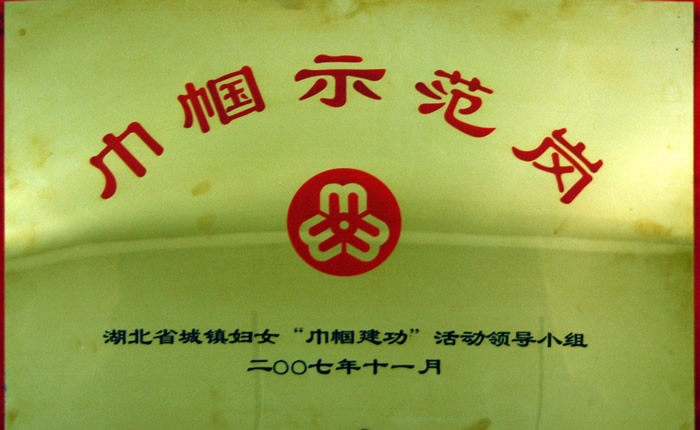 巾帼示范岗
湖北省城镇妇女“巾帼建功”活动领导小组
二〇〇七年十一月